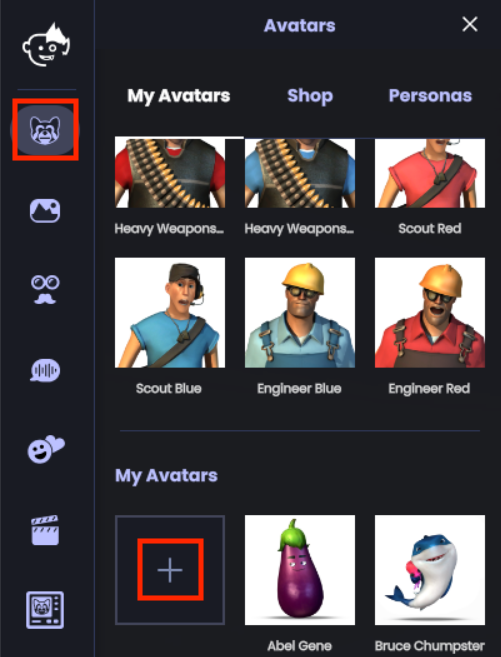 Avatars
My Avatars Shop Personas
Heavy Weapons... Heavy Weapons... Scout Red
Scout Blue Engineer Blue Engineer Red
My Avatars
Abel Gene Bruce Chumpster